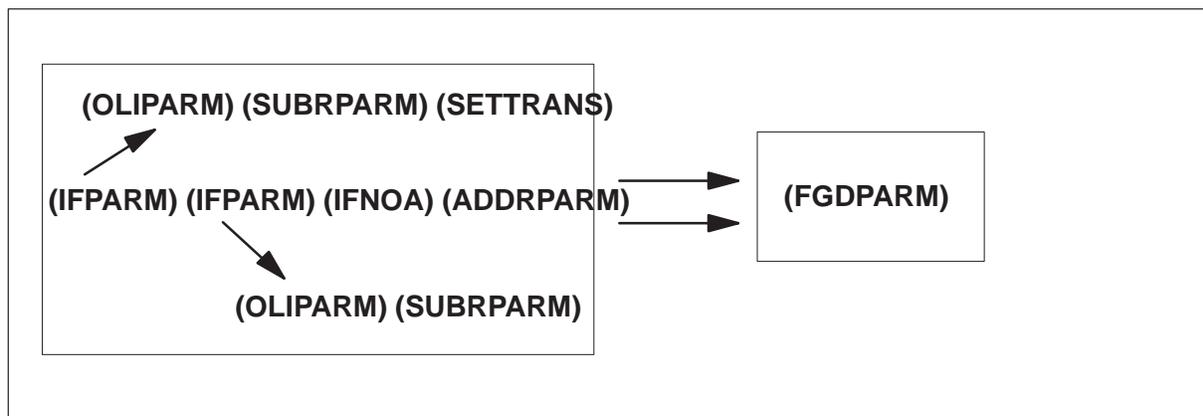 (OLIPARM) (SUBRPARM) (SETTRANS)
(IFPARM) (IFPARM) (IFNOA) (ADDRPARM)
(FGDPARM)
(OLIPARM) (SUBRPARM)